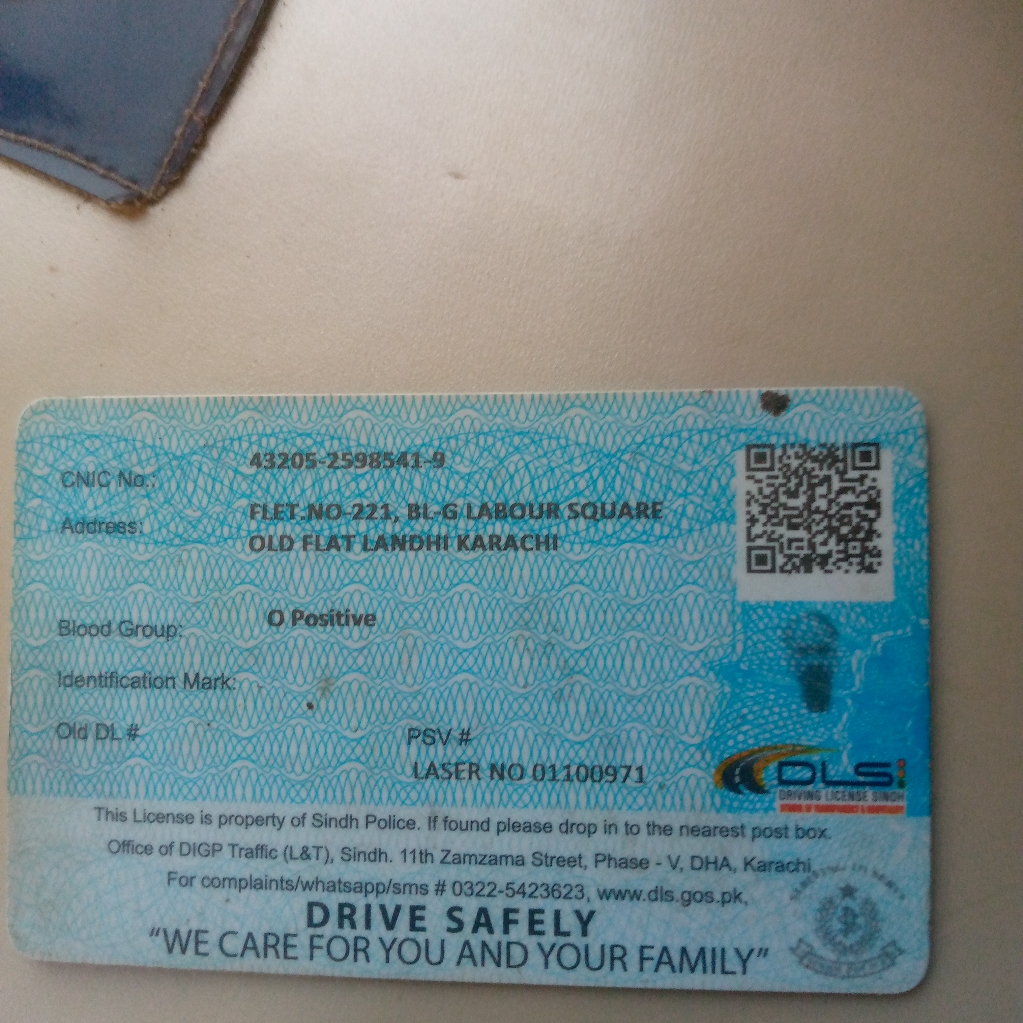 CNIC No.: 43205-2598541-9
Address: FLET.NO-221, BL-G LABOUR SQUARE
OLD FLAT LANDHI KARACHI
Blood Group: O Positive
Identification Mark:
Old DL # PSV #
LASER NO 01100971
DLS
DRIVING LICENSE SINDH
This License is property of Sindh Police. If found please drop in to the nearest post box.
Office of DIGP Traffic (L&T), Sindh. 11th Zamzama Street, Phase - V, DHA, Karachi.
For complaints/whatsapp/sms # 0322-5423623, www.dls.gos.pk,
DRIVE SAFELY
"WE CARE FOR YOU AND YOUR FAMILY"